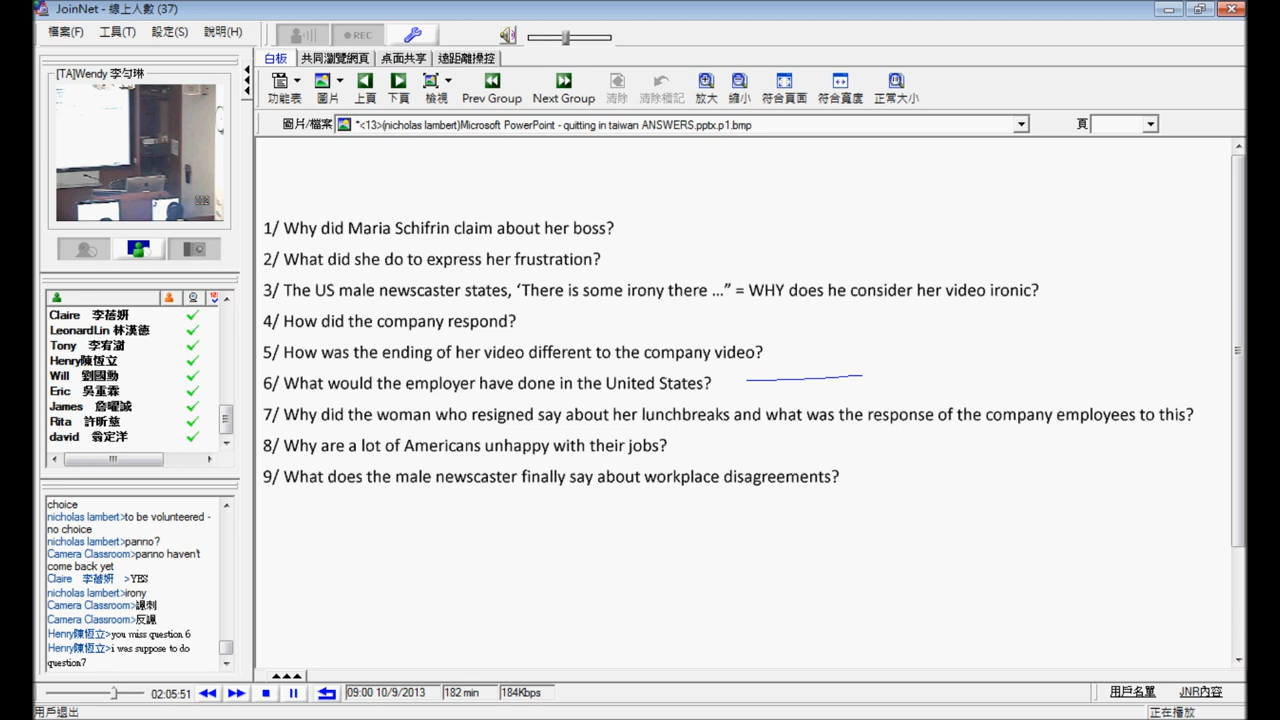 JoinNet - 線上人數 (37)
檔案(F) 工具(T) 設定(S) 說明(H)
REC
白板 共同瀏覽網頁 桌面共享 遠距離操控
[TA]Wendy 李勻琳
功能表 圖片 上頁 下頁 檢視 Prev Group Next Group 清除 清除標記 放大 縮小 符合頁面 符合寬度 正常大小
圖片/檔案 *<13>(nicholas lambert)Microsoft PowerPoint - quitting in taiwan ANSWERS.pptx.p1.bmp 頁
1/ Why did Maria Schifrin claim about her boss?
2/ What did she do to express her frustration?
3/ The US male newscaster states, ‘There is some irony there …” = WHY does he consider her video ironic?
4/ How did the company respond?
5/ How was the ending of her video different to the company video?
6/ What would the employer have done in the United States?
7/ Why did the woman who resigned say about her lunchbreaks and what was the response of the company employees to this?
8/ Why are a lot of Americans unhappy with their jobs?
9/ What does the male newscaster finally say about workplace disagreements?
Claire 李蓓妍
LeonardLin 林漢德
Tony 李宥澍
Henry陳恆立
Will 劉國勳
Eric 吳重霖
James 詹曜誠
Rita 許昕慈
david 翁定洋
choice
nicholas lambert>to be volunteered -
no choice
nicholas lambert>panno?
Camera Classroom>panno haven't
come back yet
Claire 李蓓妍 >YES
nicholas lambert>irony
Camera Classroom>諷刺
Camera Classroom>反諷
Henry陳恆立>you miss question 6
Henry陳恆立>i was suppose to do
question?
02:05:51 09:00 10/9/2013 182 min 184Kbps 用戶名單 JNR內容
用戶退出 正在播放